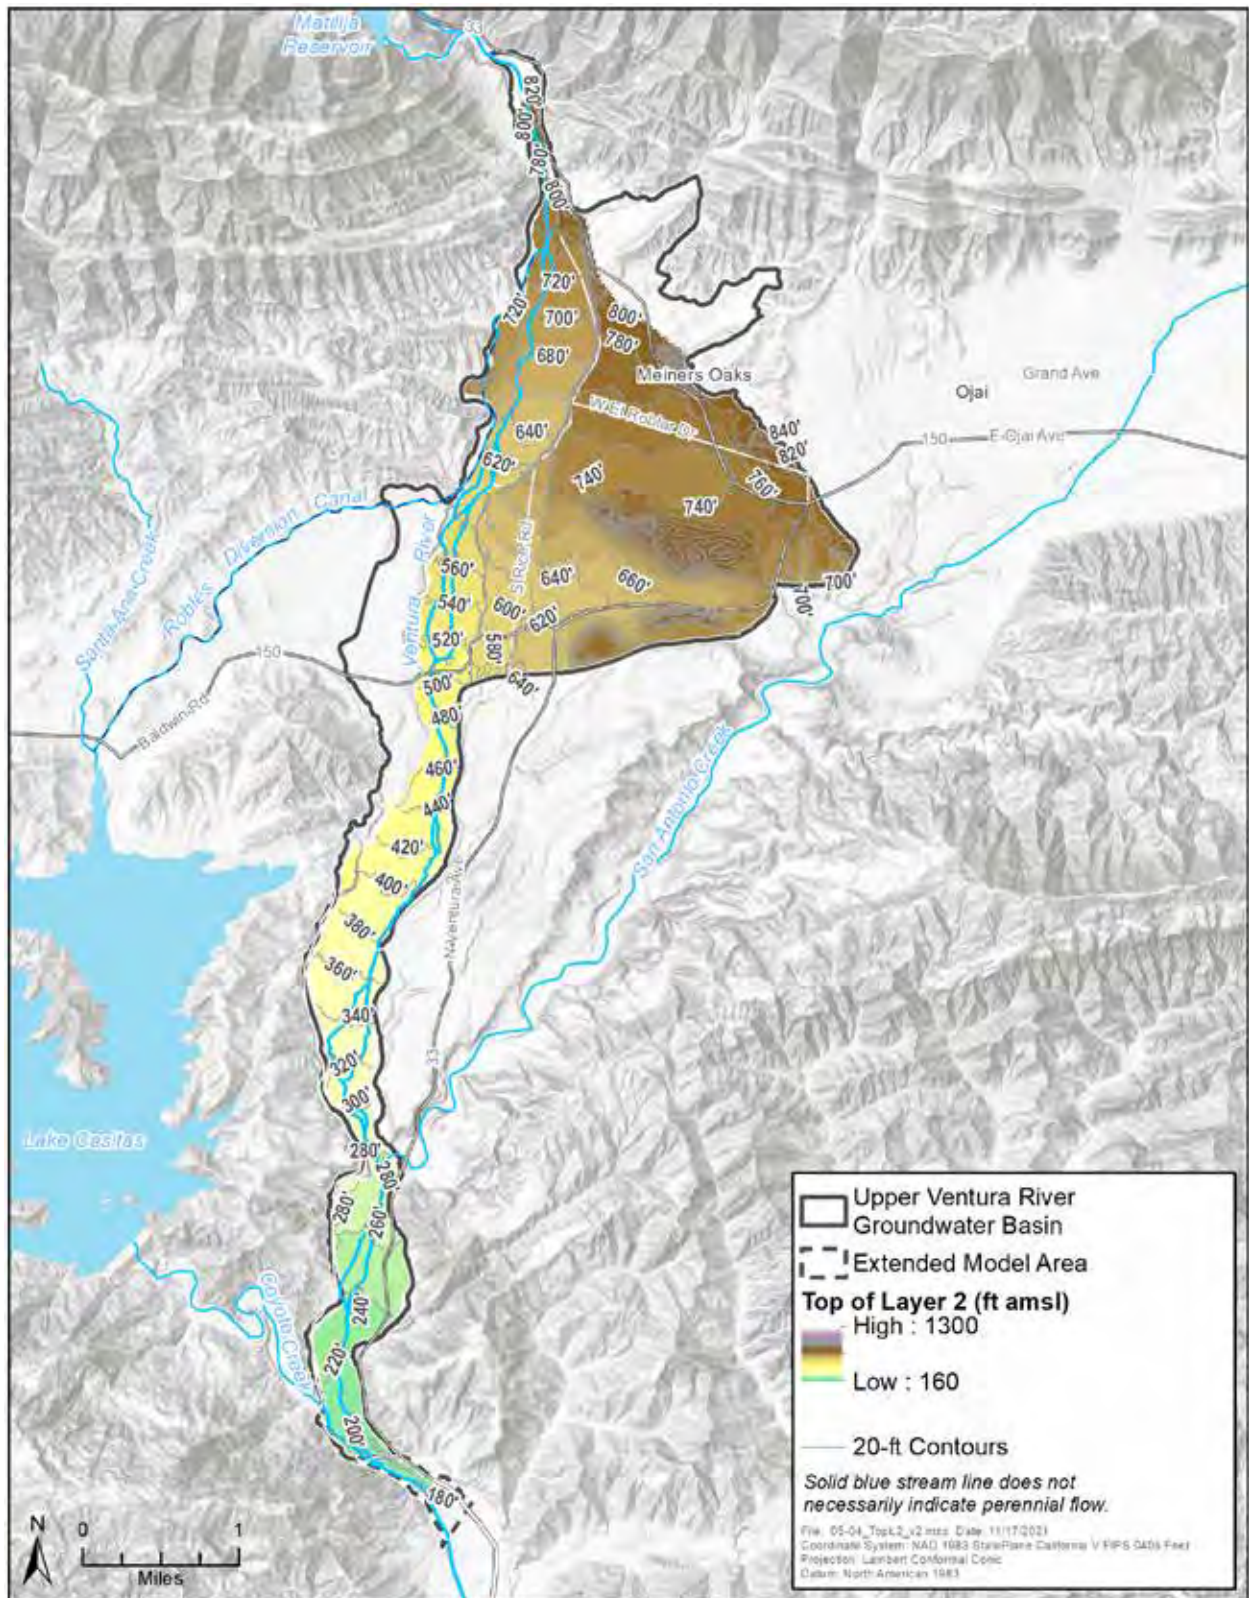 Matilija
Reservoir
33
820'
800'
780'
800'
720'
720'
700'
800'
780'
680'
Meiners Oaks
Grand Ave
Ojai
W El Roblar Dr
840'
150
E Ojai Ave
640'
820'
620'
740'
760'
740'
Robles Diversion Canal
Santa Ana Creek
Ventura River
S Rice Rd
560'
640'
660'
700'
700'
540'
600'
620'
520'
580'
150
500'
640'
480'
Baldwin Rd
San Antonio Creek
460'
440'
420'
400'
N Ventura Ave
380'
360'
340'
33
320'
300'
Lake Casitas
280'
280'
280'
260'
Coyote Creek
240'
220'
200'
180'
Upper Ventura River
Groundwater Basin
Extended Model Area
Top of Layer 2 (ft amsl)
High : 1300
Low : 160
20-ft Contours
Solid blue stream line does not
necessarily indicate perennial flow.
Date: 11/17/2021
Coordinate System: NAD 1983 StatePlane California V FIPS 0405 Feet
Projection: Lambert Conformal Conic
Datum: North American 1983
N
0 1
Miles